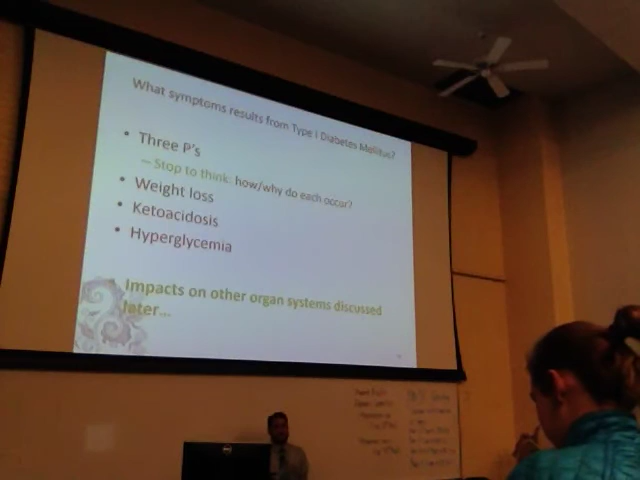 What symptoms results from Type I Diabetes Mellitus?
• Three P's
– Stop to think: how/why do each occur?
• Weight loss
• Ketoacidosis
• Hyperglycemia
Impacts on other organ systems discussed
later...
DELL